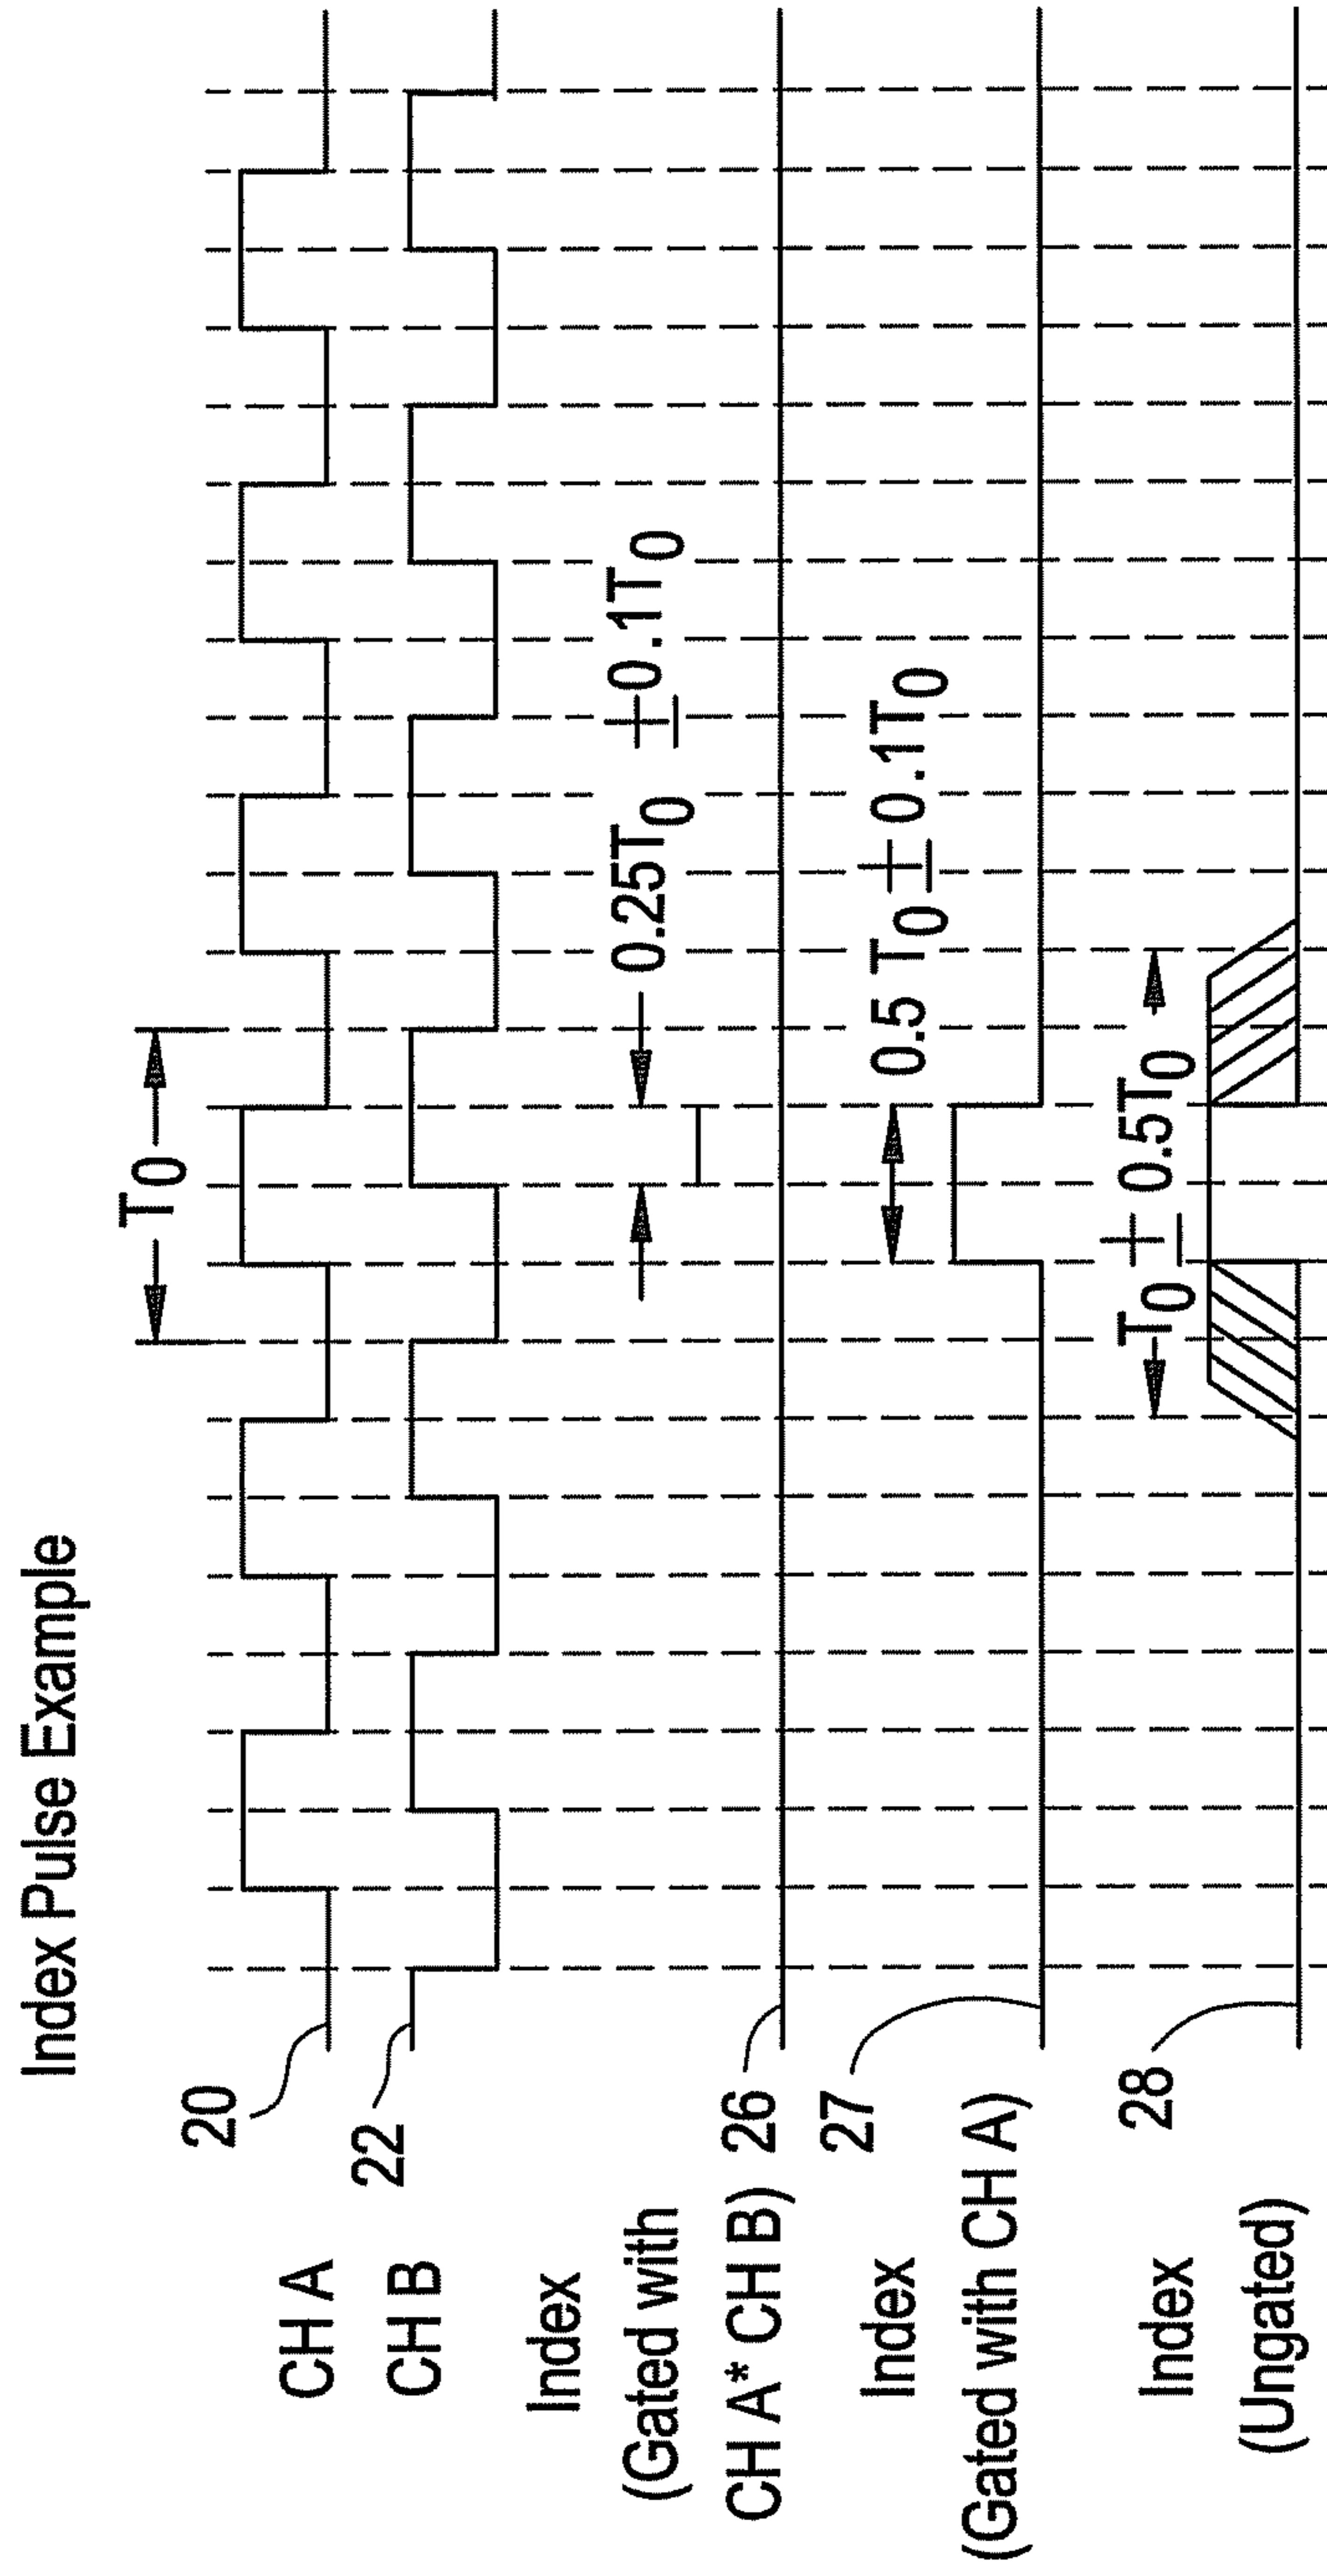 Index Pulse Example
T0
20
CH A
22
CH B
Index
(Gated with
CH A* CH B) 26
0.25T0 ±0.1T0
27
Index
(Gated with CH A)
0.5 T0 ± 0.1T0
28
Index
(Ungated)
T0 ± 0.5T0